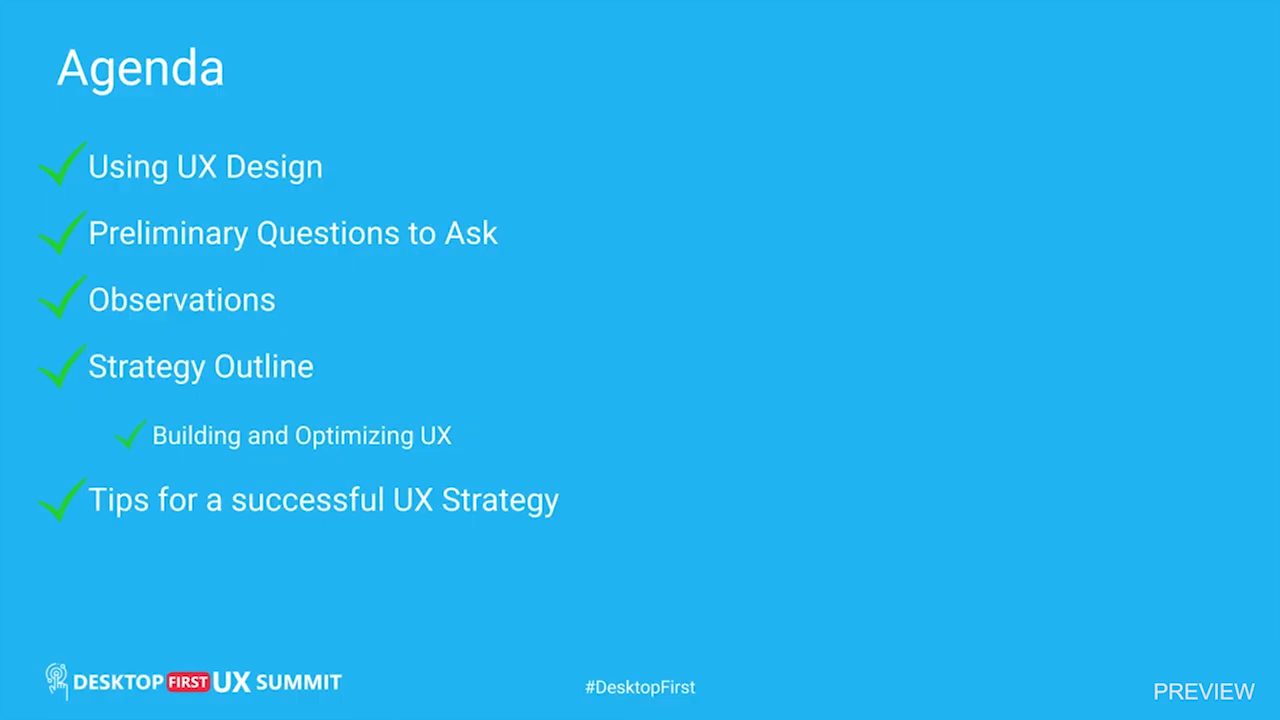 Agenda
Using UX Design
Preliminary Questions to Ask
Observations
Strategy Outline
Building and Optimizing UX
Tips for a successful UX Strategy
DESKTOP FIRST UX SUMMIT
#DesktopFirst
PREVIEW